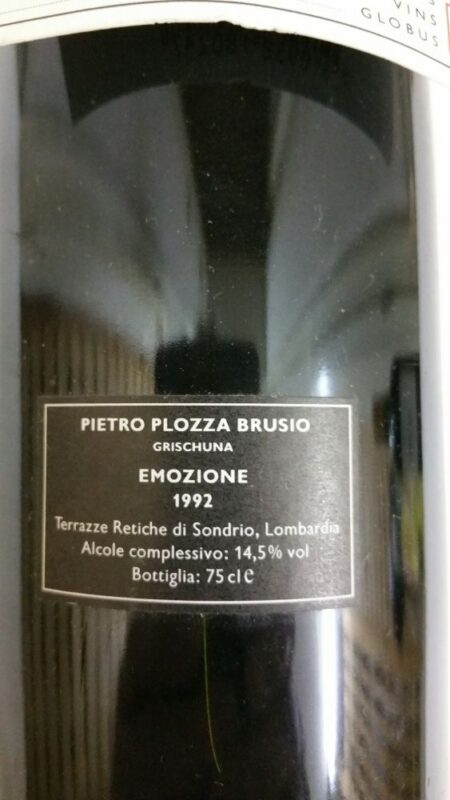 VINS
GLOBUS
PIETRO PLOZZA BRUSIO
GRISCHUNA
EMOZIONE
1992
Terrazze Retiche di Sondrio, Lombardia
Alcole complessivo: 14,5% vol
Bottiglia: 75 cl ℮